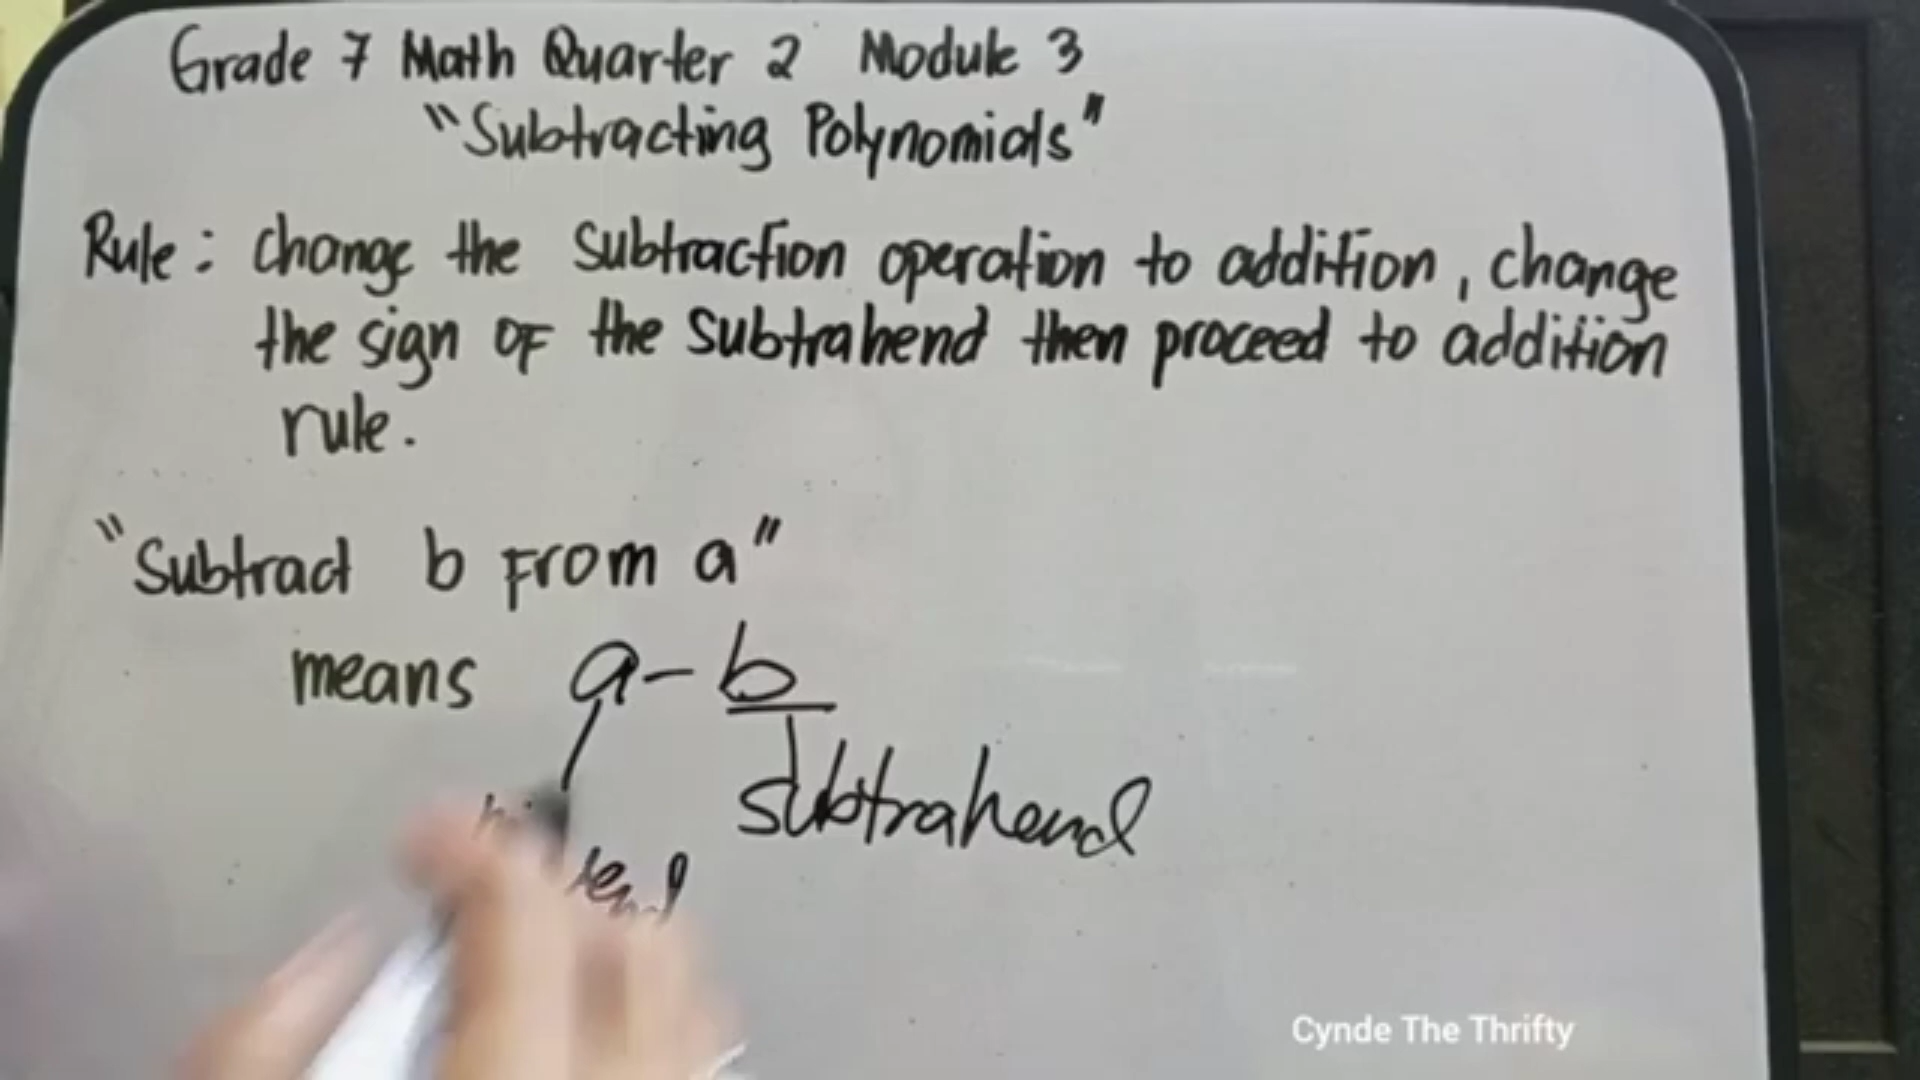 Grade 7 Math Quarter 2 Module 3
"Subtracting Polynomials"
Rule: Change the subtraction operation to addition, change
the sign of the subtrahend then proceed to addition
rule.
"Subtract b from a"
means a - b
subtrahend
Cynde The Thrifty